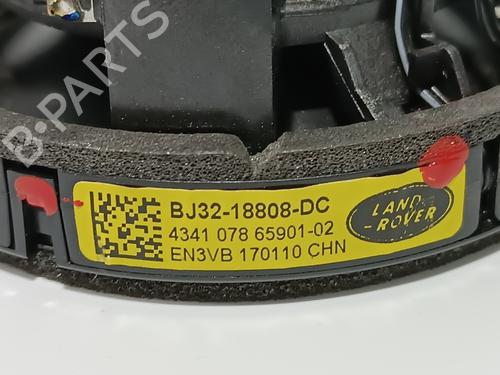 B-PARTS
BJ32-18808-DC
4341 078 65901-02
EN3VB 170110 CHN
LAND-
-ROVER